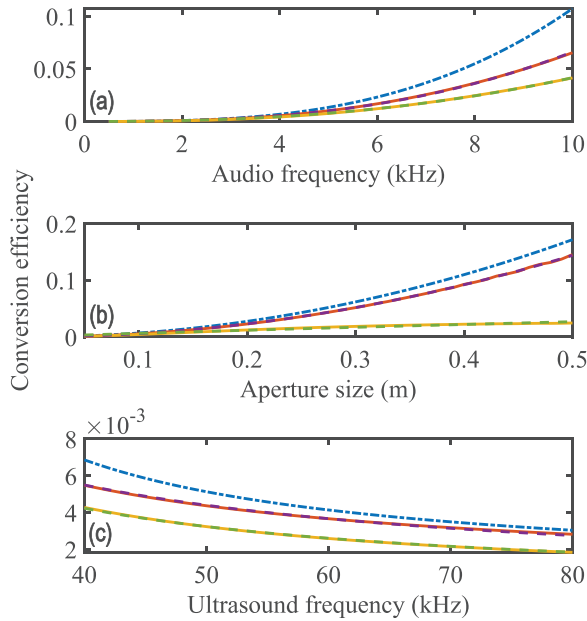 0.1
0.05
0
(a)
0 2 4 6 8 10
Audio frequency (kHz)
Conversion efficiency
0.2
0.1
0
(b)
0.1 0.2 0.3 0.4 0.5
Aperture size (m)
×10⁻³
8
6
4
2
(c)
40 50 60 70 80
Ultrasound frequency (kHz)